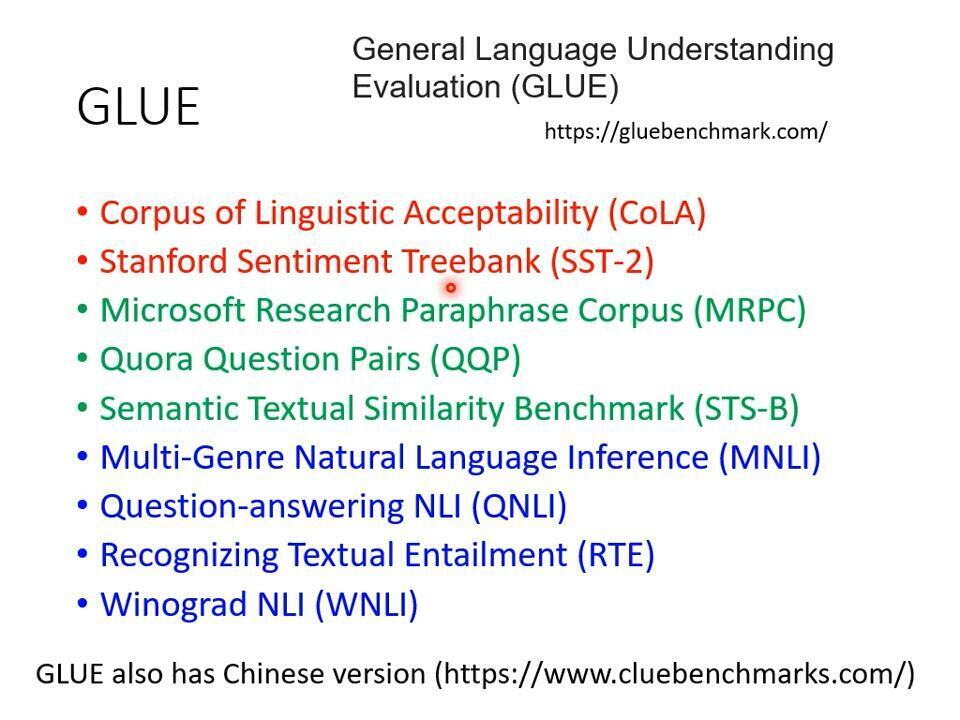 General Language Understanding
Evaluation (GLUE)
GLUE
https://gluebenchmark.com/
• Corpus of Linguistic Acceptability (CoLA)
• Stanford Sentiment Treebank (SST-2)
• Microsoft Research Paraphrase Corpus (MRPC)
• Quora Question Pairs (QQP)
• Semantic Textual Similarity Benchmark (STS-B)
• Multi-Genre Natural Language Inference (MNLI)
• Question-answering NLI (QNLI)
• Recognizing Textual Entailment (RTE)
• Winograd NLI (WNLI)
GLUE also has Chinese version (https://www.cluebenchmarks.com/)